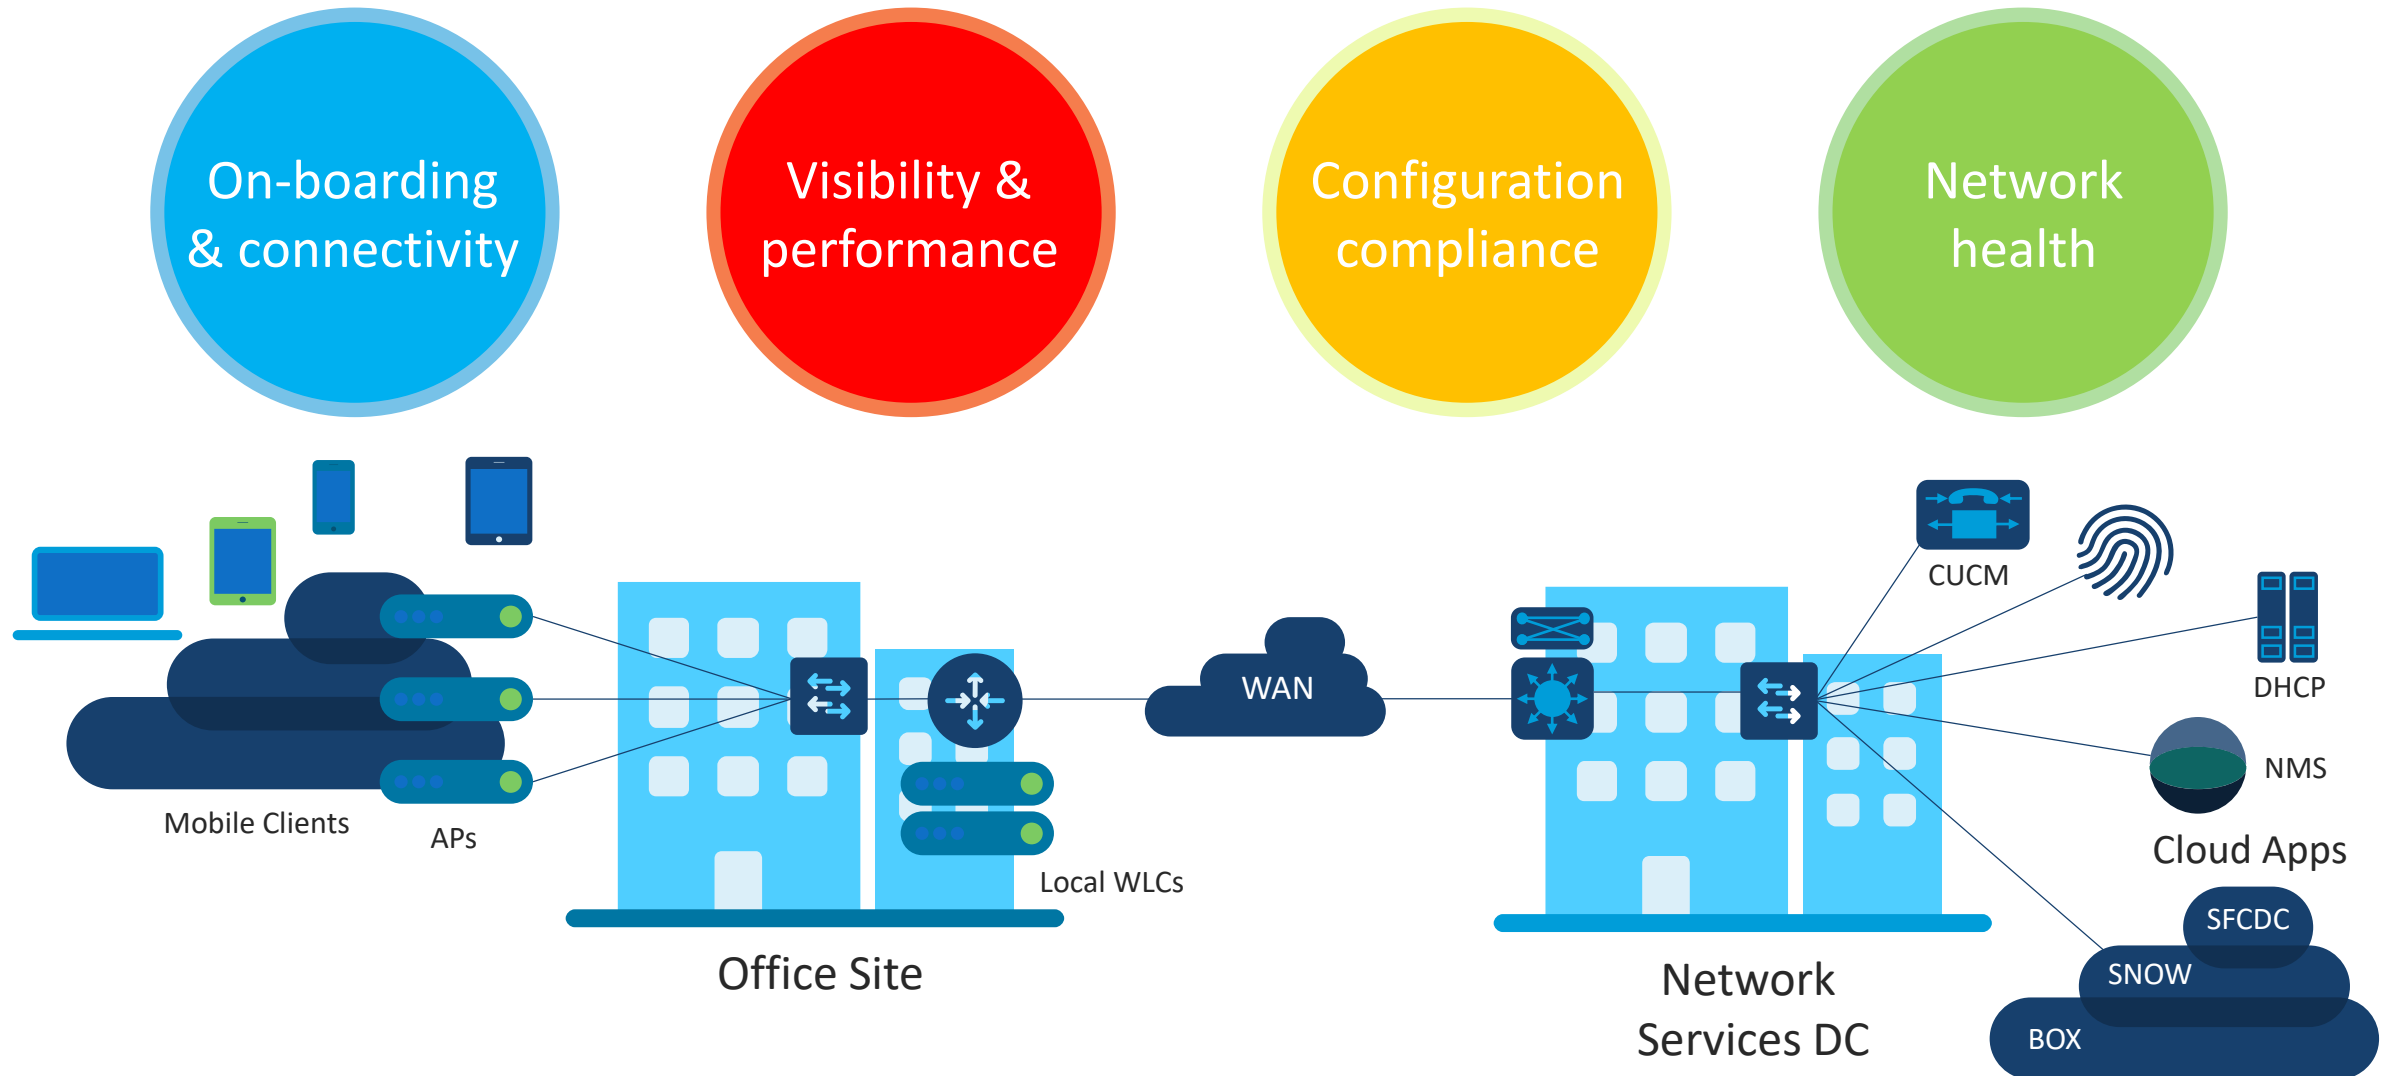 On-boarding
& connectivity
Visibility &
performance
Configuration
compliance
Network
health
CUCM
DHCP
WAN
NMS
Mobile Clients
APs
Cloud Apps
Local WLCs
SFCDC
Office Site
Network
Services DC
SNOW
BOX